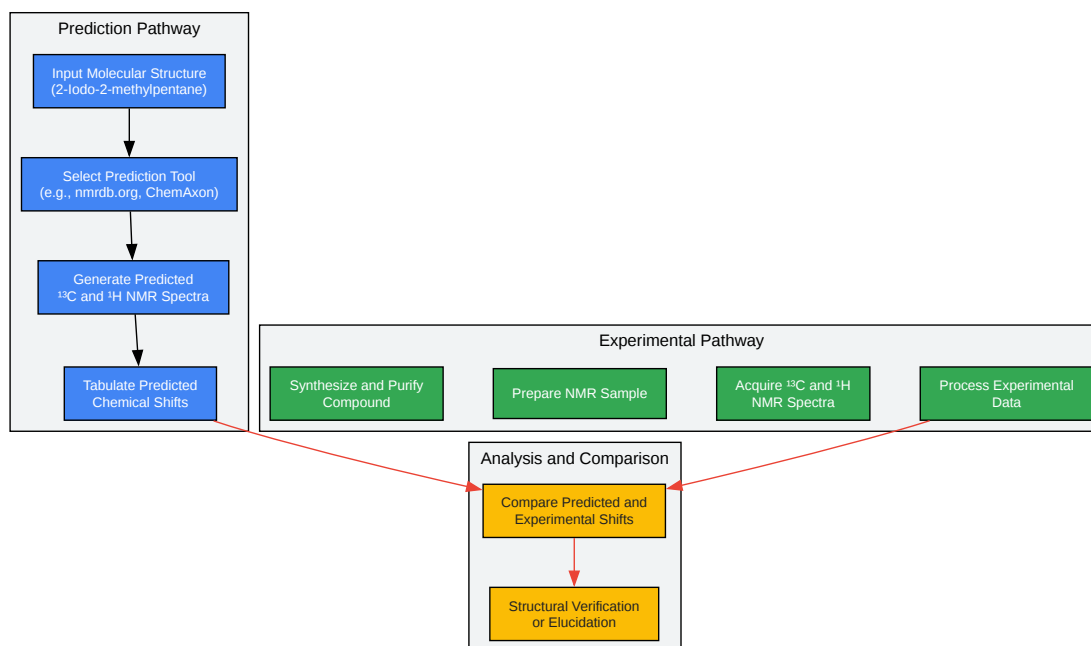 Prediction Pathway
Input Molecular Structure
(2-Iodo-2-methylpentane)
Select Prediction Tool
(e.g., nmrdb.org, ChemAxon)
Generate Predicted
¹³C and ¹H NMR Spectra
Tabulate Predicted
Chemical Shifts
Experimental Pathway
Synthesize and Purify
Compound
Prepare NMR Sample
Acquire ¹³C and ¹H
NMR Spectra
Process Experimental
Data
Analysis and Comparison
Compare Predicted and
Experimental Shifts
Structural Verification
or Elucidation